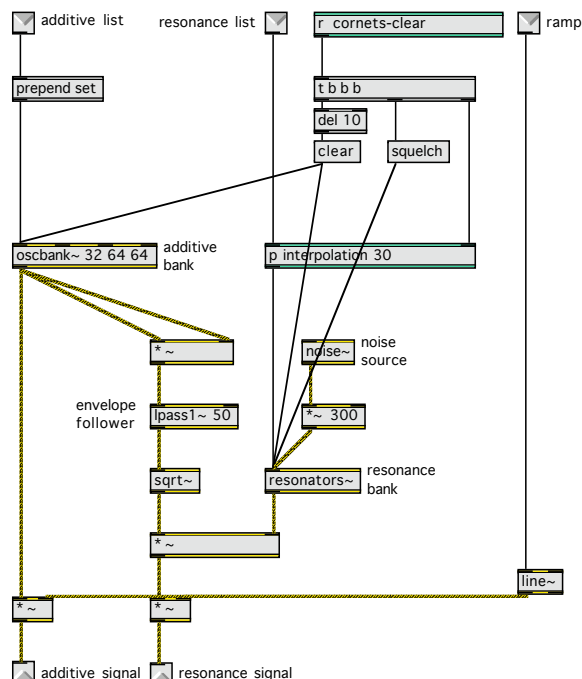 additive list
resonance list
r cornets-clear
ramp
prepend set
t b b b
del 10
clear
squelch
oscbank~ 32 64 64
additive
bank
p interpolation 30
*~
noise~
noise
source
envelope
follower
lpass1~ 50
*~ 300
sqrt~
resonators~
resonance
bank
*~
line~
*~
*~
additive signal
resonance signal